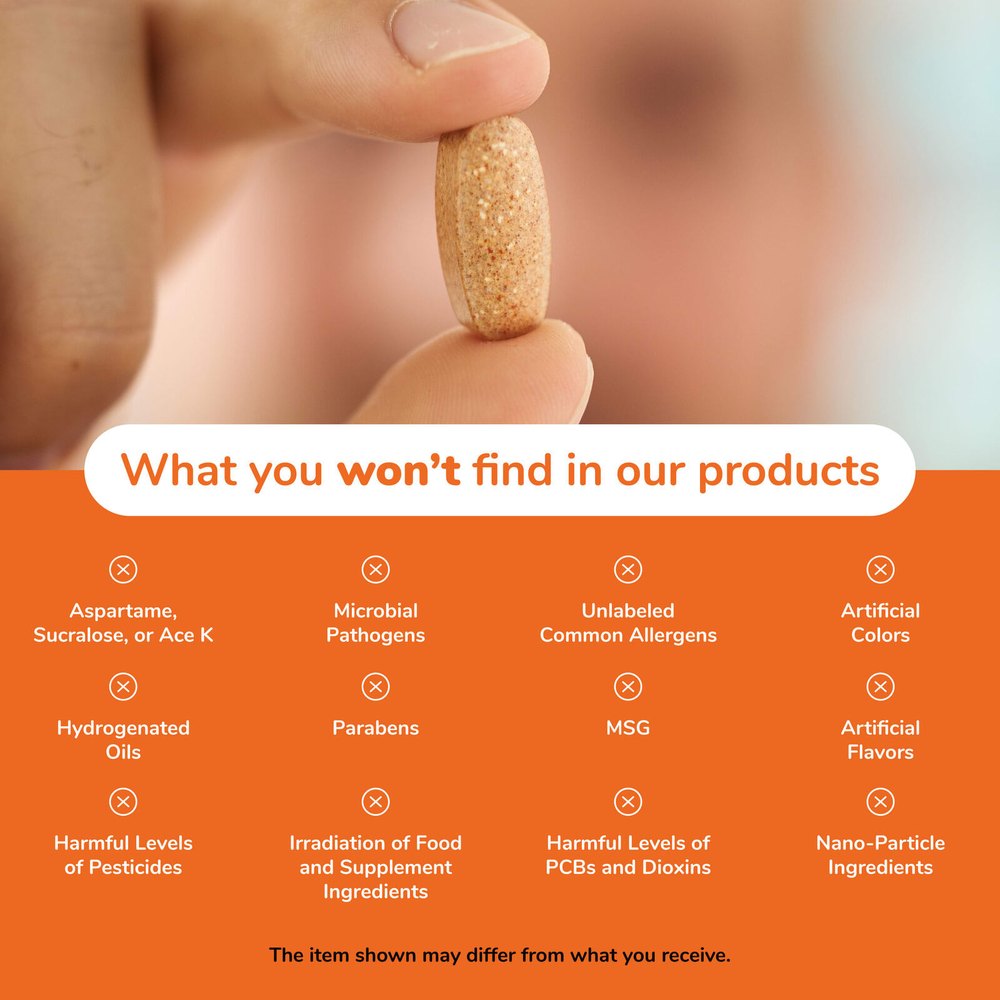 What you won’t find in our products
Aspartame,
Sucralose, or Ace K
Microbial
Pathogens
Unlabeled
Common Allergens
Artificial
Colors
Hydrogenated
Oils
Parabens
MSG
Artificial
Flavors
Harmful Levels
of Pesticides
Irradiation of Food
and Supplement
Ingredients
Harmful Levels of
PCBs and Dioxins
Nano-Particle
Ingredients
The item shown may differ from what you receive.